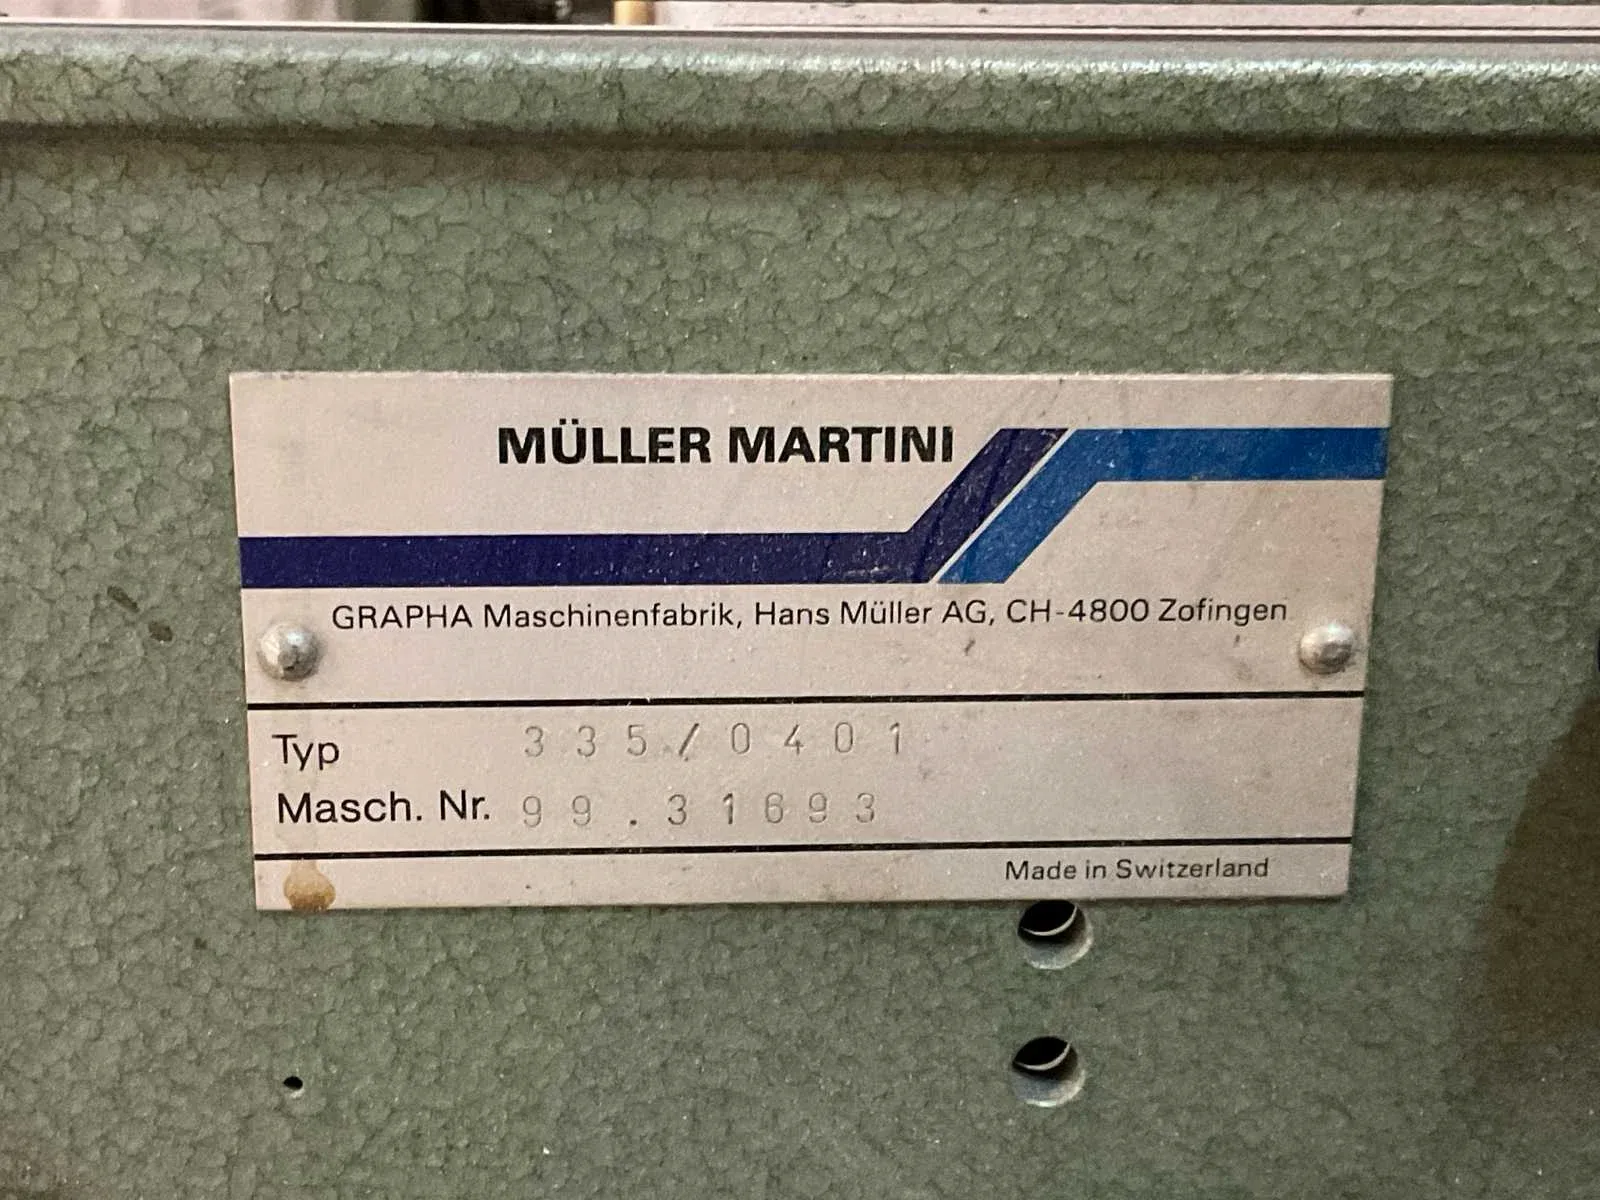 MÜLLER MARTINI
GRAPHA Maschinenfabrik, Hans Müller AG, CH-4800 Zofingen
Typ 335/0401
Masch. Nr. 99.31693
Made in Switzerland